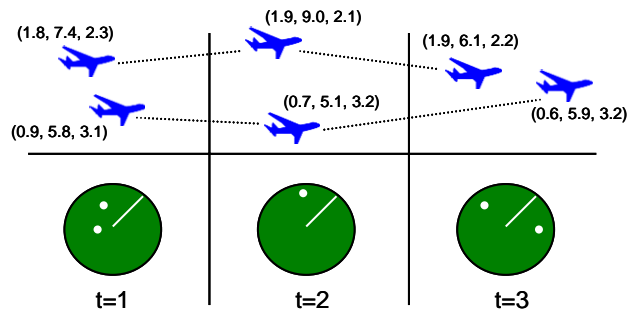 (1.8, 7.4, 2.3)
(1.9, 9.0, 2.1)
(1.9, 6.1, 2.2)
(0.9, 5.8, 3.1)
(0.7, 5.1, 3.2)
(0.6, 5.9, 3.2)
t=1
t=2
t=3